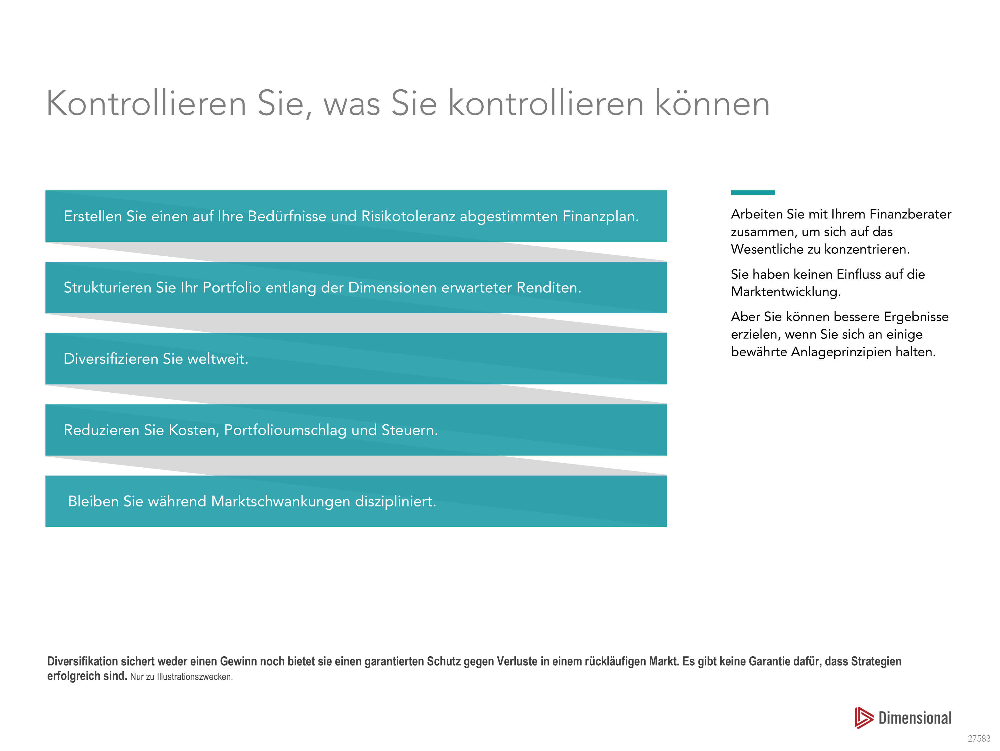 Kontrollieren Sie, was Sie kontrollieren können
Erstellen Sie einen auf Ihre Bedürfnisse und Risikotoleranz abgestimmten Finanzplan.
Strukturieren Sie Ihr Portfolio entlang der Dimensionen erwarteter Renditen.
Diversifizieren Sie weltweit.
Reduzieren Sie Kosten, Portfolioumschlag und Steuern.
Bleiben Sie während Marktschwankungen diszipliniert.
Arbeiten Sie mit Ihrem Finanzberater
zusammen, um sich auf das
Wesentliche zu konzentrieren.
Sie haben keinen Einfluss auf die
Marktentwicklung.
Aber Sie können bessere Ergebnisse
erzielen, wenn Sie sich an einige
bewährte Anlageprinzipien halten.
Diversifikation sichert weder einen Gewinn noch bietet sie einen garantierten Schutz gegen Verluste in einem rückläufigen Markt. Es gibt keine Garantie dafür, dass Strategien
erfolgreich sind. Nur zu Illustrationszwecken.
Dimensional
27583